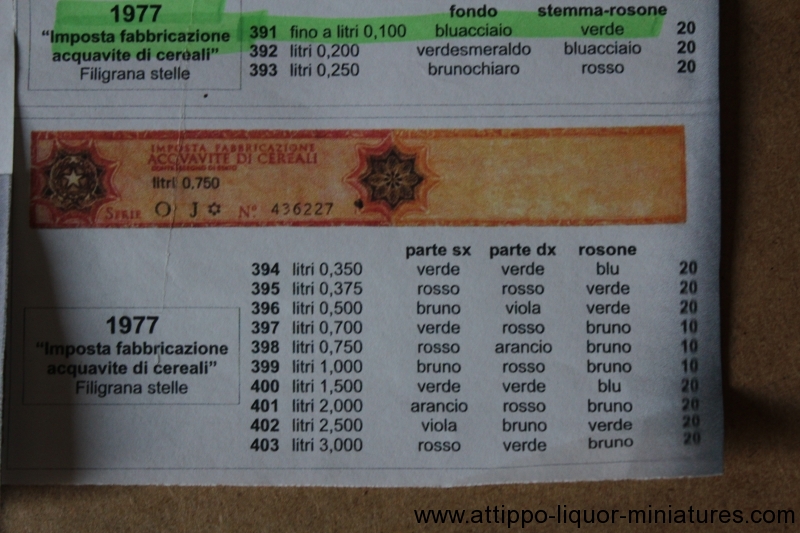 1977
"Imposta fabbricazione
acquavite di cereali"
Filigrana stelle
fondo stemma-rosone
391 fino a litri 0,100 bluacciaio verde 20
392 litri 0,200 verdesmeraldo bluacciaio 20
393 litri 0,250 brunochiaro rosso 20
IMPOSTA FABBRICAZIONE
ACQVAVITE DI CEREALI
litri 0,750
SERIE O J N° 436227
parte sx parte dx rosone
1977
"Imposta fabbricazione
acquavite di cereali"
Filigrana stelle
394 litri 0,350 verde verde blu 20
395 litri 0,375 rosso rosso verde 20
396 litri 0,500 bruno viola verde 20
397 litri 0,700 verde rosso bruno 10
398 litri 0,750 rosso arancio bruno 10
399 litri 1,000 bruno rosso bruno 10
400 litri 1,500 verde verde blu 20
401 litri 2,000 arancio rosso bruno 20
402 litri 2,500 viola bruno verde 20
403 litri 3,000 rosso verde bruno 20
www.attippo-liquor-miniatures.com